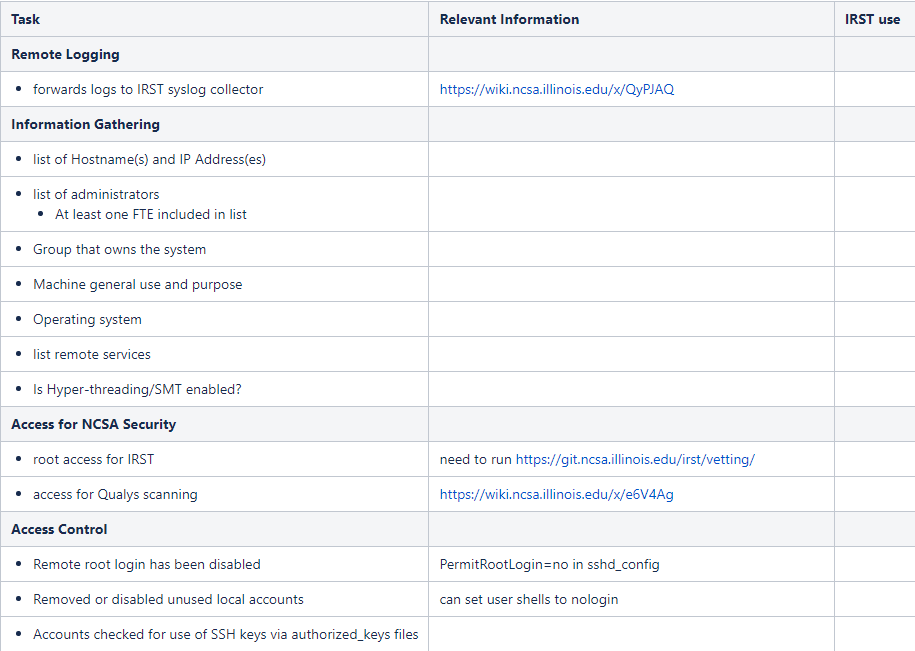 Task Relevant Information IRST use
Remote Logging
• forwards logs to IRST syslog collector https://wiki.ncsa.illinois.edu/x/QyPJAQ
Information Gathering
• list of Hostname(s) and IP Address(es)
• list of administrators
• At least one FTE included in list
• Group that owns the system
• Machine general use and purpose
• Operating system
• list remote services
• Is Hyper-threading/SMT enabled?
Access for NCSA Security
• root access for IRST need to run https://git.ncsa.illinois.edu/irst/vetting/
• access for Qualys scanning https://wiki.ncsa.illinois.edu/x/e6V4Ag
Access Control
• Remote root login has been disabled PermitRootLogin=no in sshd_config
• Removed or disabled unused local accounts can set user shells to nologin
• Accounts checked for use of SSH keys via authorized_keys files